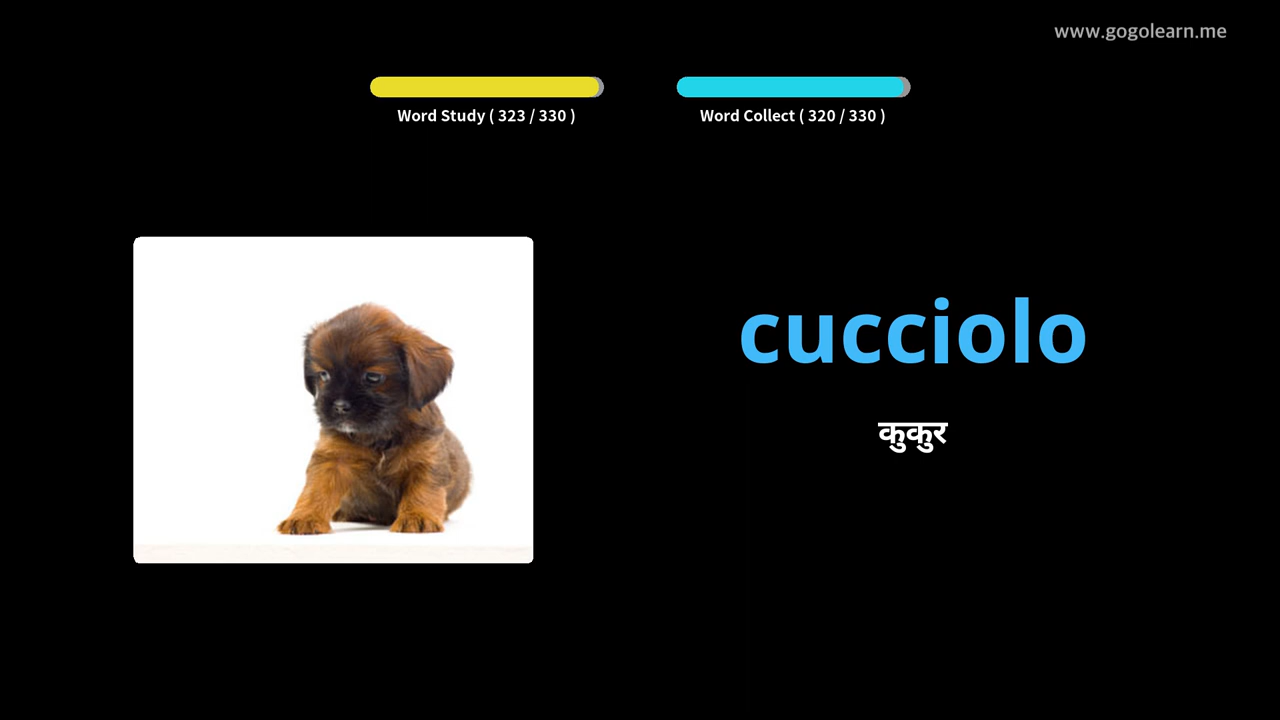 www.gogolearn.me
Word Study ( 323 / 330 )
Word Collect ( 320 / 330 )
cucciolo
कुकुर